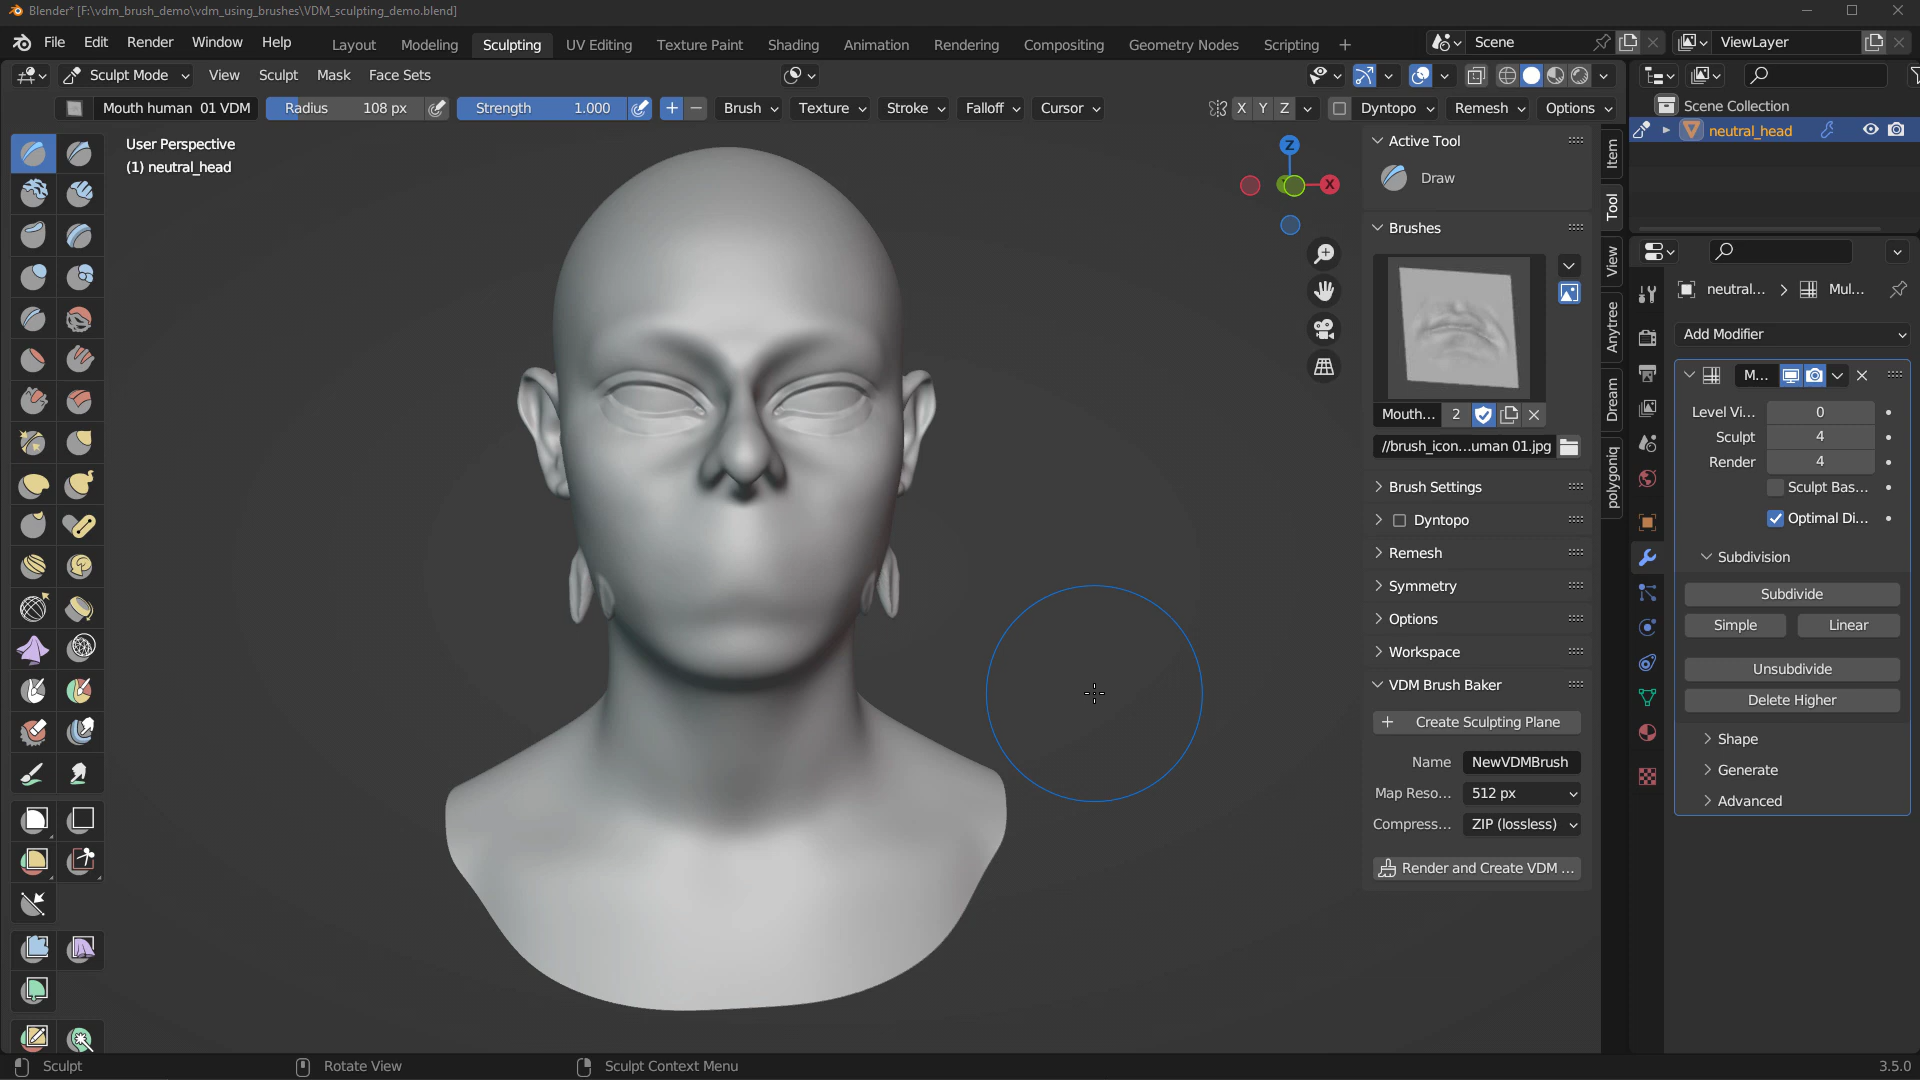 Blender* [F:\vdm_brush_demo\vdm_using_brushes\VDM_sculpting_demo.blend]
File Edit Render Window Help
Layout Modeling Sculpting UV Editing Texture Paint Shading Animation Rendering Compositing Geometry Nodes Scripting +
Scene
ViewLayer
Sculpt Mode View Sculpt Mask Face Sets
Mouth human 01 VDM Radius 108 px Strength 1.000 Brush Texture Stroke Falloff Cursor
X Y Z Dyntopo Remesh Options
User Perspective
(1) neutral_head
Z
X
Active Tool
Draw
Brushes
Mouth... 2
//brush_icon...uman 01.jpg
Brush Settings
Dyntopo
Remesh
Symmetry
Options
Workspace
VDM Brush Baker
Create Sculpting Plane
Name NewVDMBrush
Map Reso... 512 px
Compress... ZIP (lossless)
Render and Create VDM ...
Item
Tool
View
Anytree
Dream
polygoniq
Scene Collection
neutral_head
neutral... Mul...
Add Modifier
M...
Level Vi... 0
Sculpt 4
Render 4
Sculpt Bas...
Optimal Di...
Subdivision
Subdivide
Simple Linear
Unsubdivide
Delete Higher
Shape
Generate
Advanced
Sculpt Rotate View Sculpt Context Menu 3.5.0